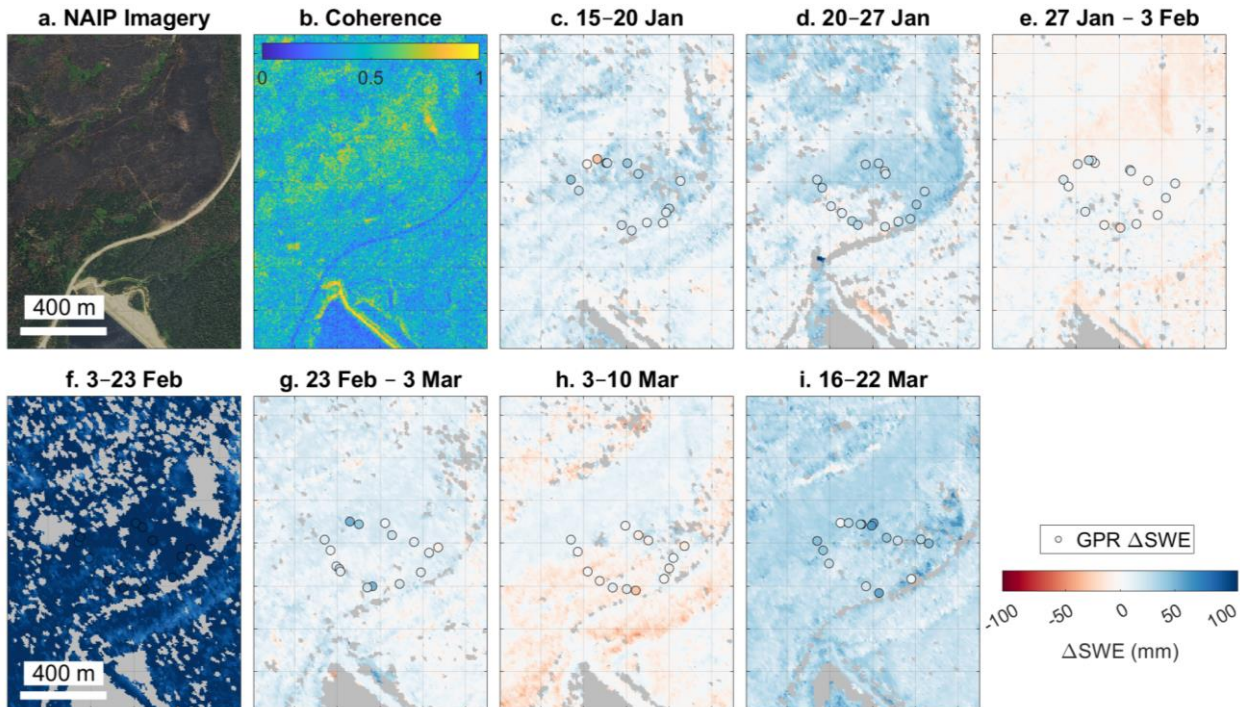 a. NAIP Imagery
b. Coherence
c. 15–20 Jan
d. 20–27 Jan
e. 27 Jan – 3 Feb
0
0.5
1
400 m
f. 3–23 Feb
g. 23 Feb – 3 Mar
h. 3–10 Mar
i. 16–22 Mar
400 m
GPR ΔSWE
-100
-50
0
50
100
ΔSWE (mm)